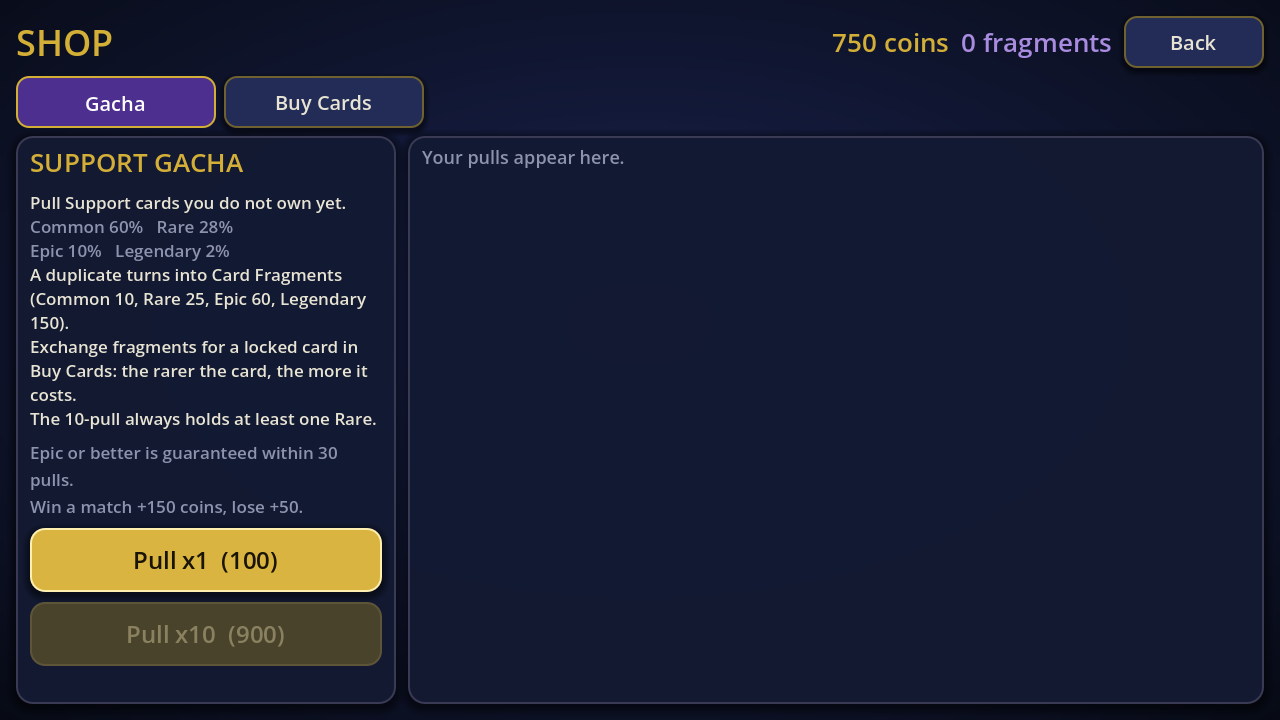 SHOP
750 coins 0 fragments
Back
Gacha
Buy Cards
SUPPORT GACHA
Pull Support cards you do not own yet.
Common 60% Rare 28%
Epic 10% Legendary 2%
A duplicate turns into Card Fragments
(Common 10, Rare 25, Epic 60, Legendary
150).
Exchange fragments for a locked card in
Buy Cards: the rarer the card, the more it
costs.
The 10-pull always holds at least one Rare.
Epic or better is guaranteed within 30
pulls.
Win a match +150 coins, lose +50.
Pull x1 (100)
Pull x10 (900)
Your pulls appear here.